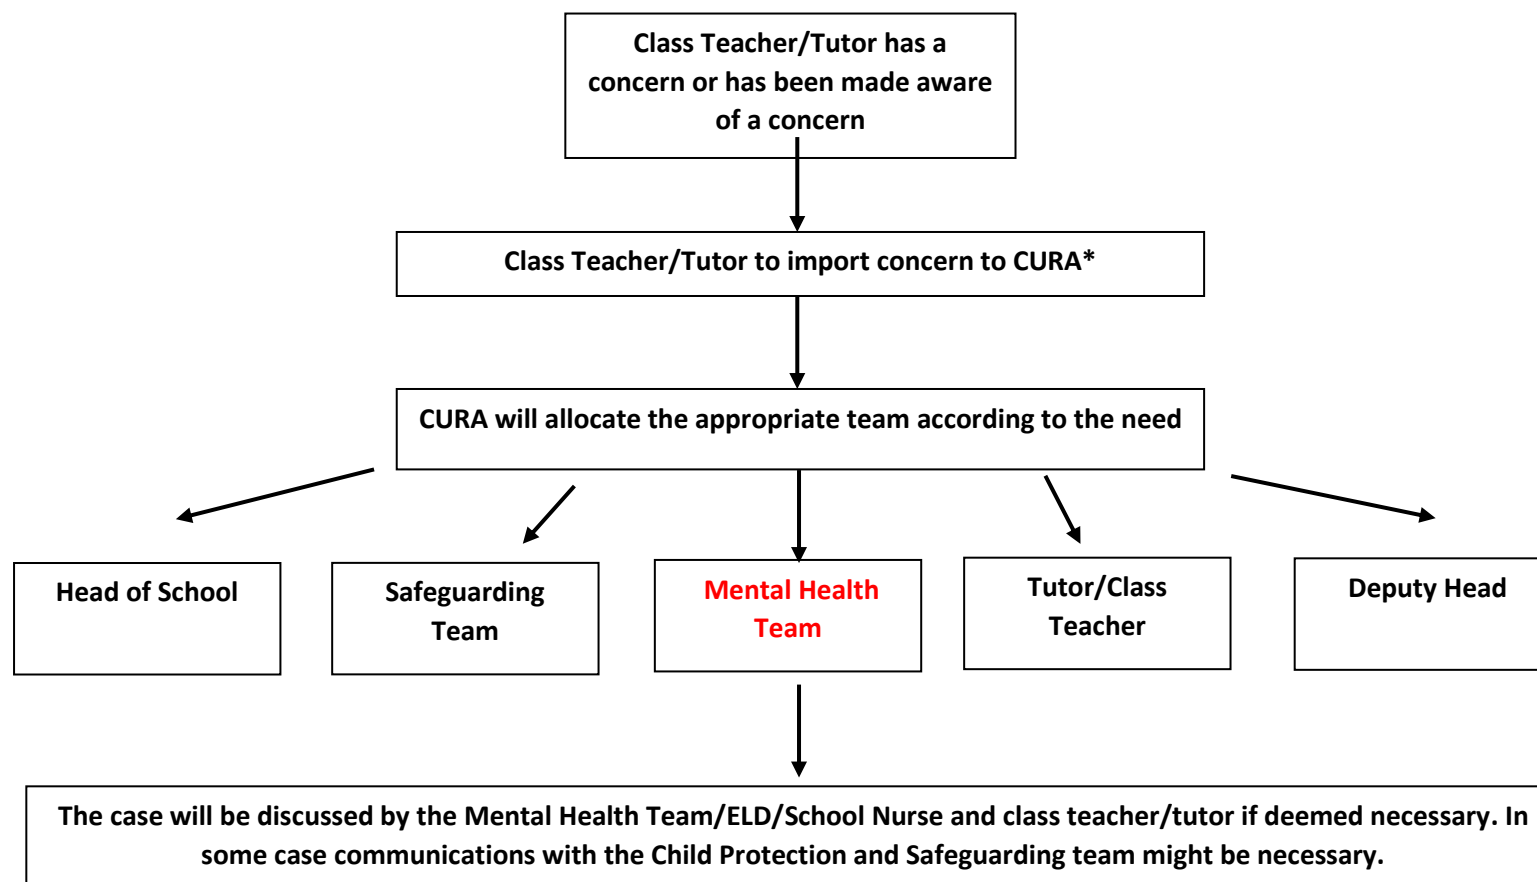 Class Teacher/Tutor has a
concern or has been made aware
of a concern
Class Teacher/Tutor to import concern to CURA*
CURA will allocate the appropriate team according to the need
Head of School
Safeguarding
Team
Mental Health
Team
Tutor/Class
Teacher
Deputy Head
The case will be discussed by the Mental Health Team/ELD/School Nurse and class teacher/tutor if deemed necessary. In
some case communications with the Child Protection and Safeguarding team might be necessary.